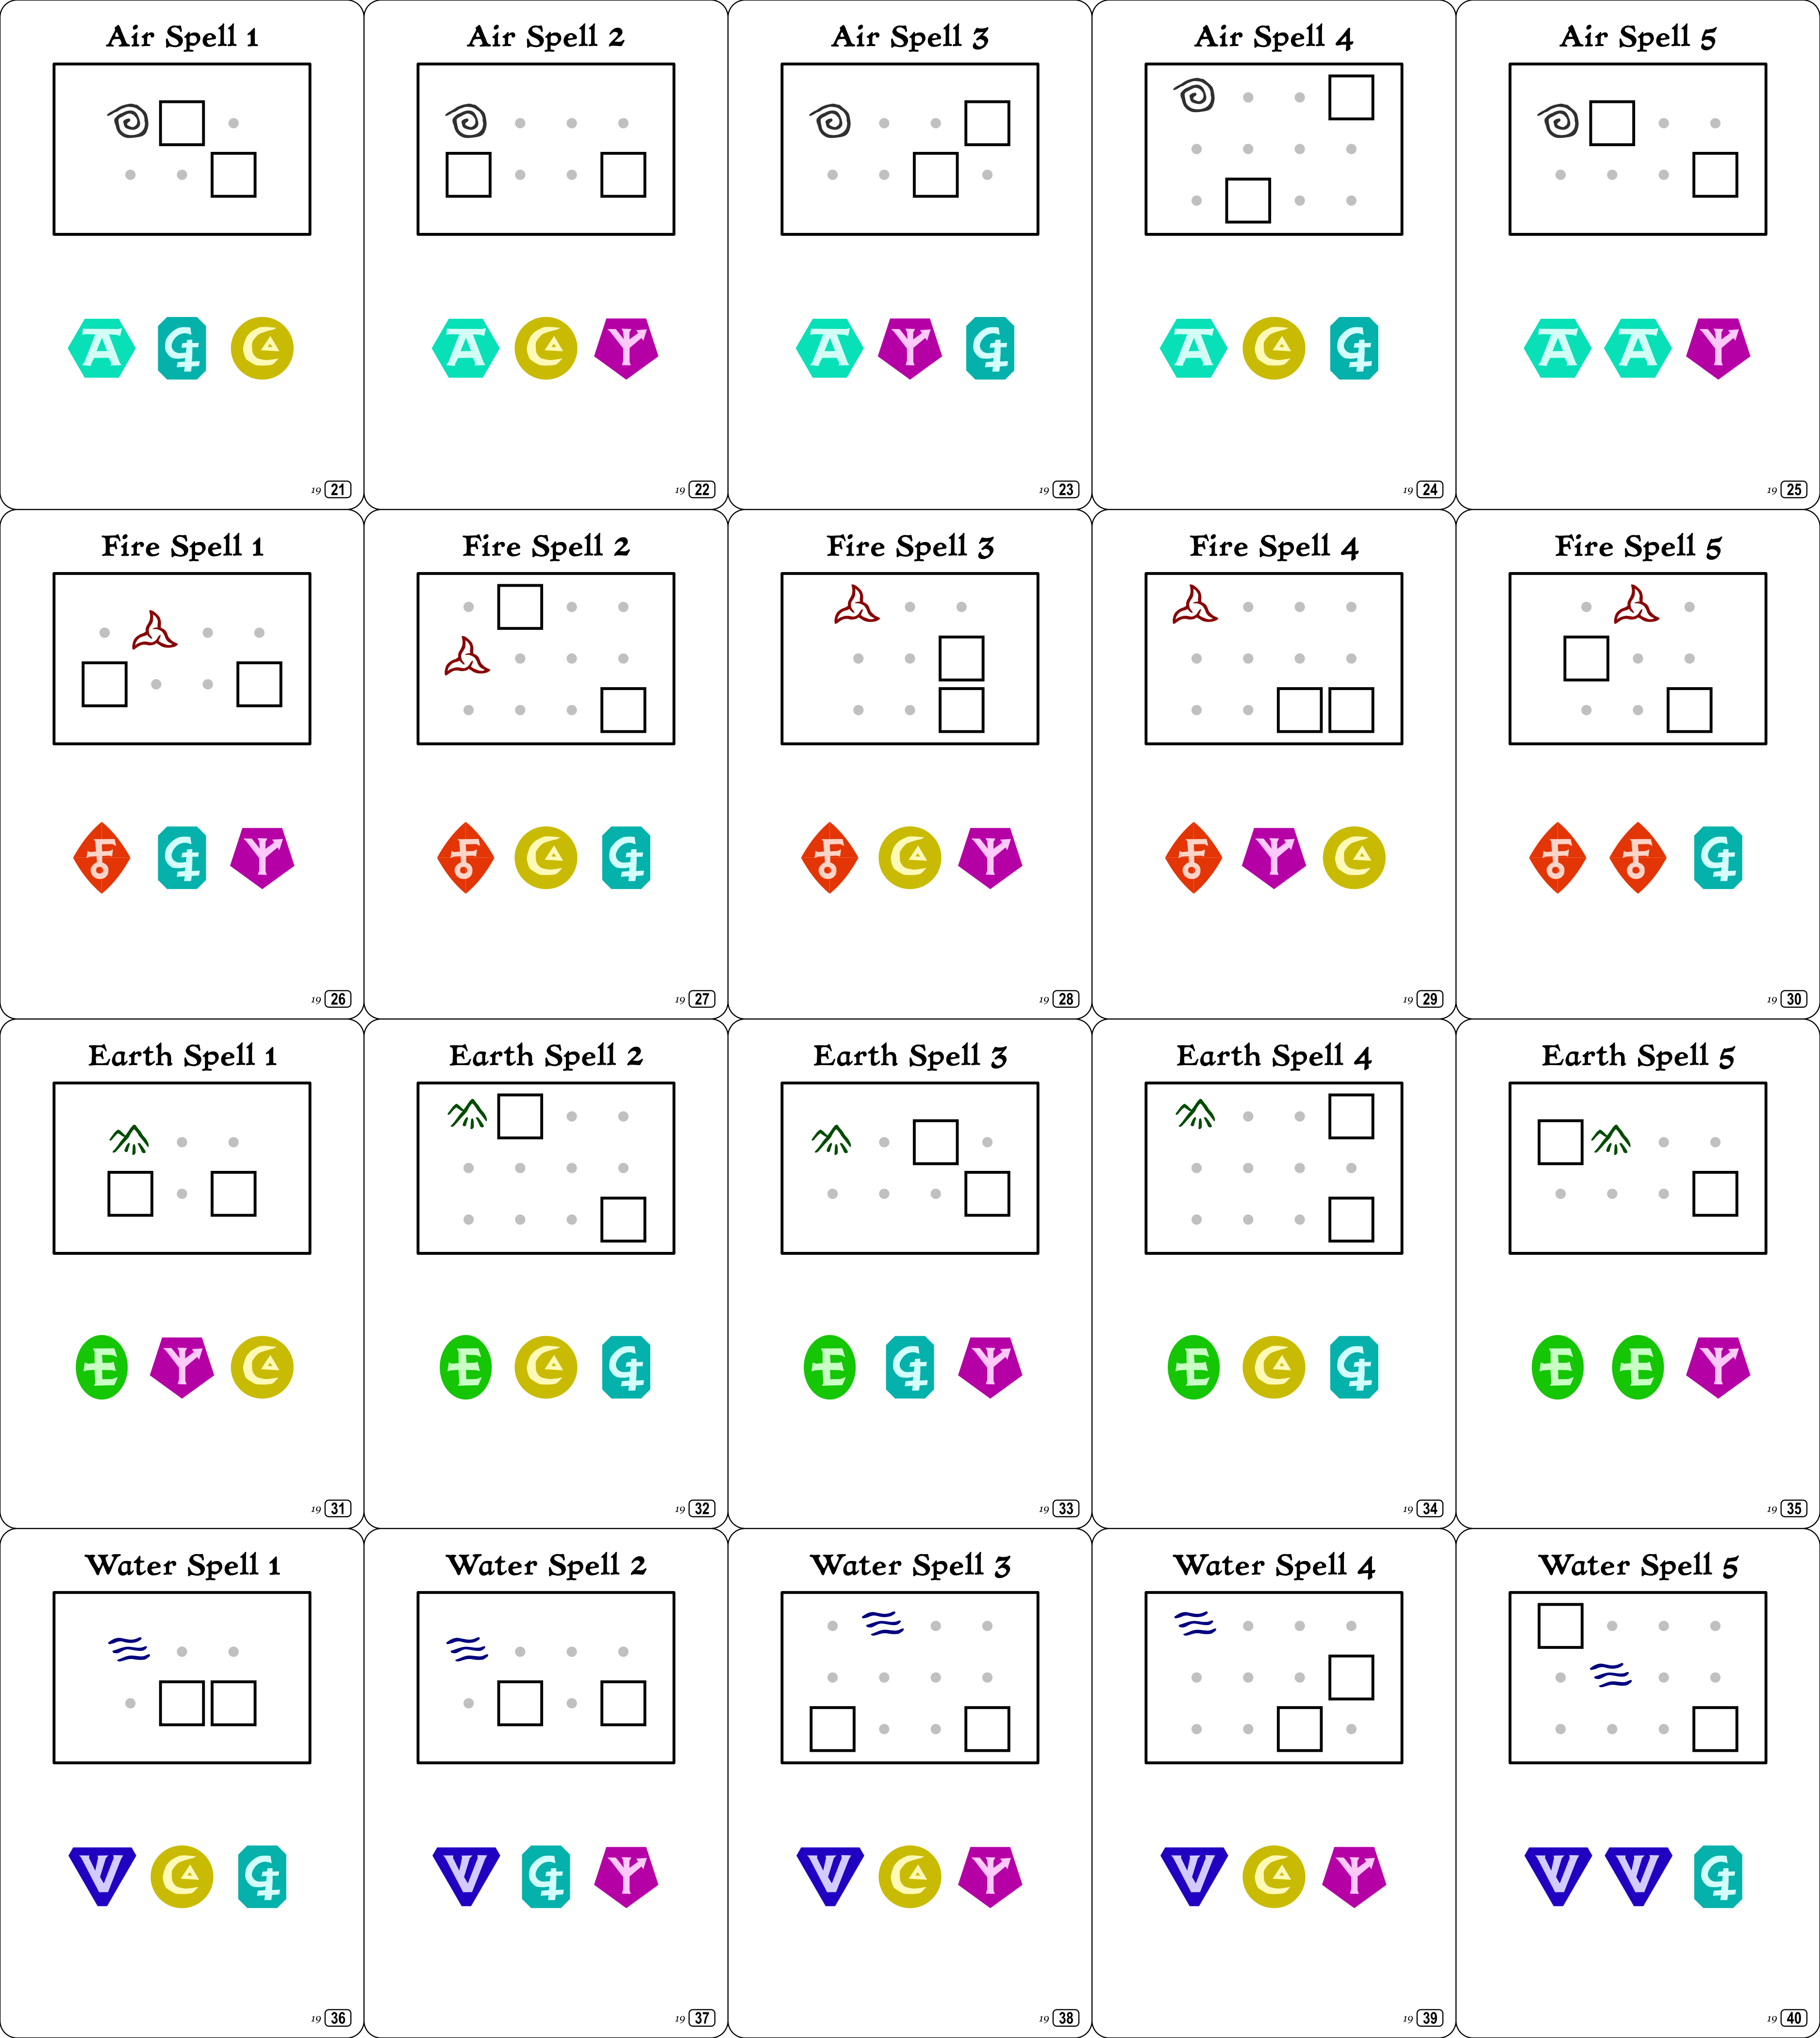 Air Spell 1
Air Spell 2
Air Spell 3
Air Spell 4
Air Spell 5
19 21
19 22
19 23
19 24
19 25
Fire Spell 1
Fire Spell 2
Fire Spell 3
Fire Spell 4
Fire Spell 5
19 26
19 27
19 28
19 29
19 30
Earth Spell 1
Earth Spell 2
Earth Spell 3
Earth Spell 4
Earth Spell 5
19 31
19 32
19 33
19 34
19 35
Water Spell 1
Water Spell 2
Water Spell 3
Water Spell 4
Water Spell 5
19 36
19 37
19 38
19 39
19 40